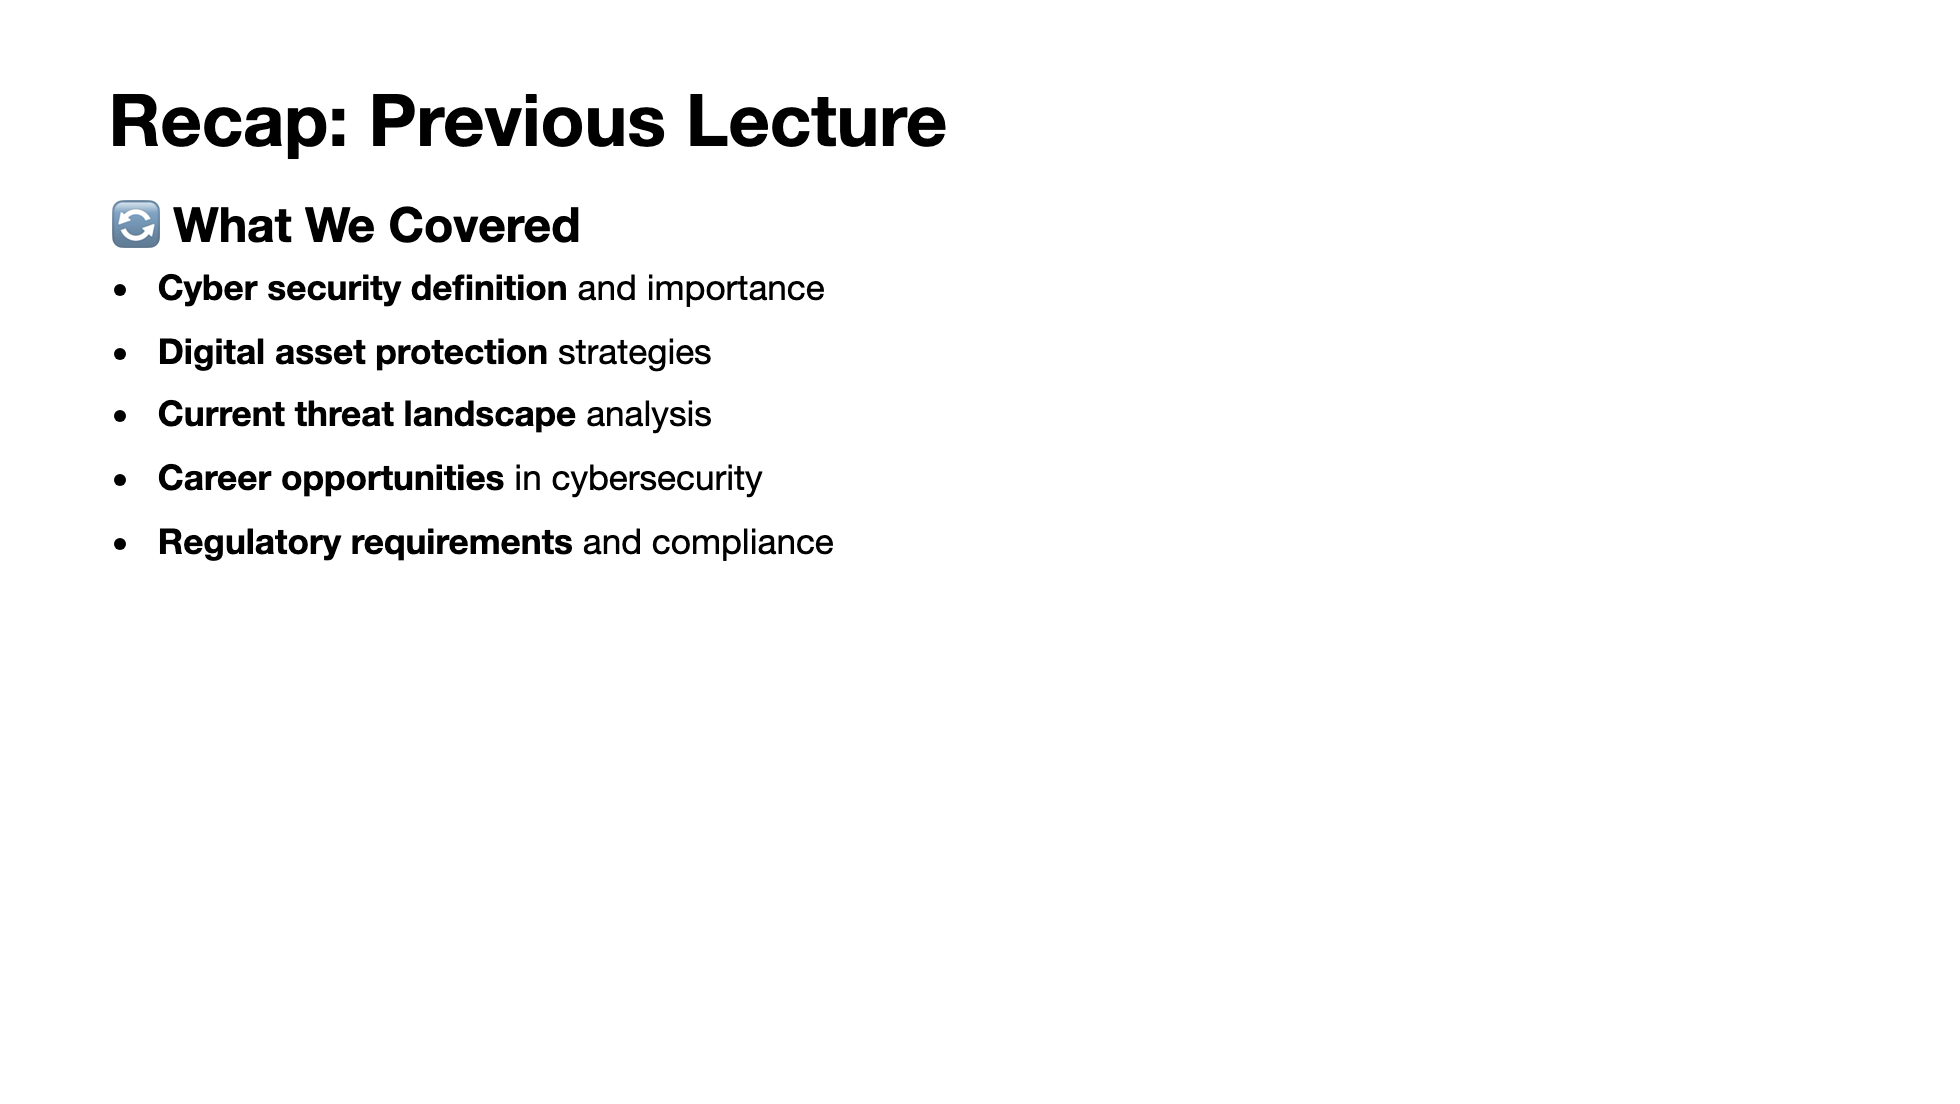 Recap: Previous Lecture
🔄 What We Covered
• Cyber security definition and importance
• Digital asset protection strategies
• Current threat landscape analysis
• Career opportunities in cybersecurity
• Regulatory requirements and compliance